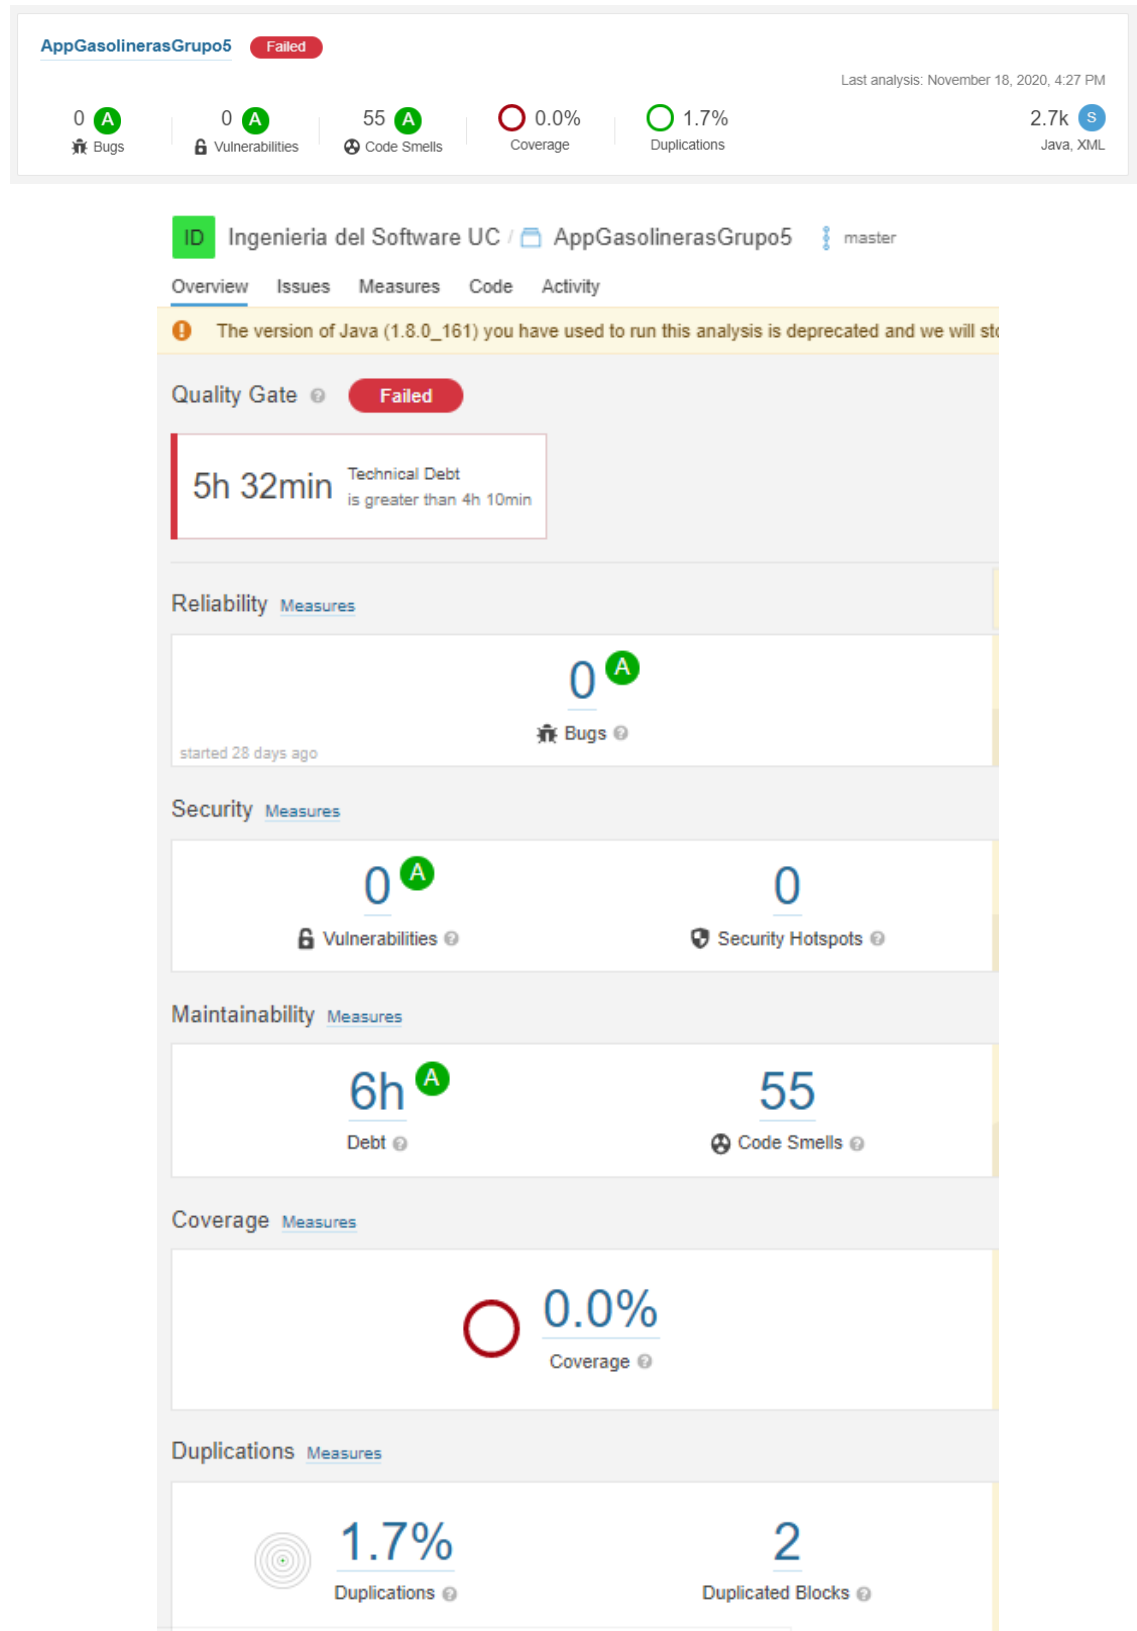 AppGasolinerasGrupo5 Failed
Last analysis: November 18, 2020, 4:27 PM
0 A 0 A 55 A 0.0% 1.7% 2.7k S
Bugs Vulnerabilities Code Smells Coverage Duplications Java, XML
ID Ingenieria del Software UC / AppGasolinerasGrupo5 master
Overview Issues Measures Code Activity
The version of Java (1.8.0_161) you have used to run this analysis is deprecated and we will sto
Quality Gate ? Failed
5h 32min Technical Debt
is greater than 4h 10min
Reliability Measures
0 A
Bugs ?
started 28 days ago
Security Measures
0 A 0
Vulnerabilities ? Security Hotspots ?
Maintainability Measures
6h A 55
Debt ? Code Smells ?
Coverage Measures
0.0%
Coverage ?
Duplications Measures
1.7% 2
Duplications ? Duplicated Blocks ?